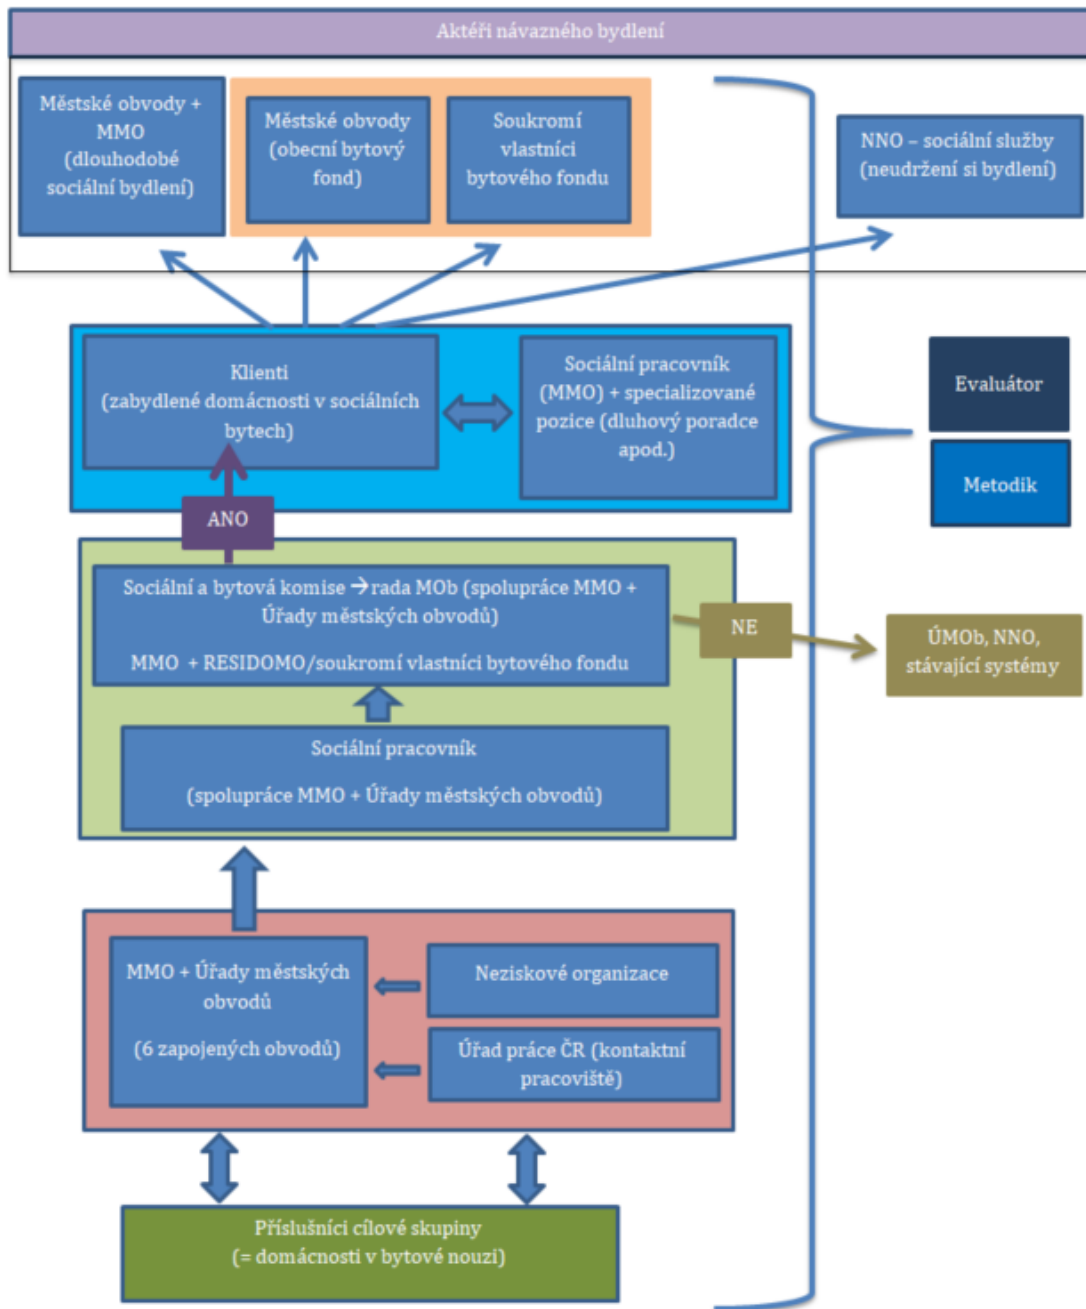 Aktéři návazného bydlení
Městské obvody +
MMO
(dlouhodobé
sociální bydlení)
Městské obvody
(obecní bytový
fond)
Soukromí
vlastníci
bytového fondu
NNO – sociální služby
(neudržení si bydlení)
Klienti
(zabydlené domácnosti v sociálních
bytech)
Sociální pracovník
(MMO) + specializované
pozice (dluhový poradce
apod.)
Evaluátor
Metodik
ANO
Sociální a bytová komise → rada MOb (spolupráce MMO +
Úřady městských obvodů)
MMO + RESIDOMO/soukromí vlastníci bytového fondu
NE
ÚMOb, NNO,
stávající systémy
Sociální pracovník
(spolupráce MMO + Úřady městských obvodů)
MMO + Úřady městských
obvodů
(6 zapojených obvodů)
Neziskové organizace
Úřad práce ČR (kontaktní
pracoviště)
Příslušníci cílové skupiny
(= domácnosti v bytové nouzi)